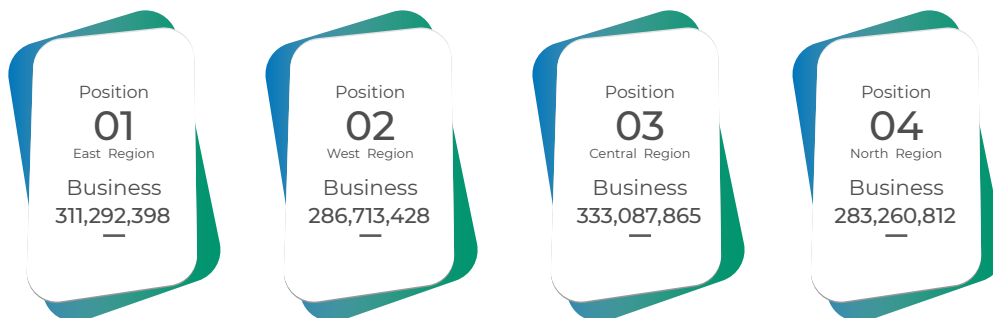 Position
01
East Region
Business
311,292,398
Position
02
West Region
Business
286,713,428
Position
03
Central Region
Business
333,087,865
Position
04
North Region
Business
283,260,812